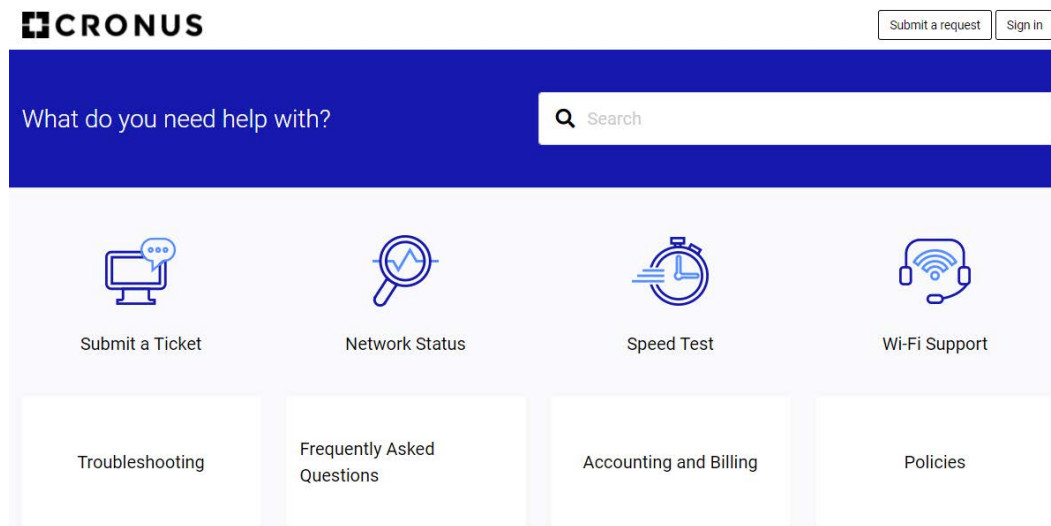 CRONUS
Submit a request
Sign in
What do you need help with?
Search
Submit a Ticket
Network Status
Speed Test
Wi-Fi Support
Troubleshooting
Frequently Asked
Questions
Accounting and Billing
Policies